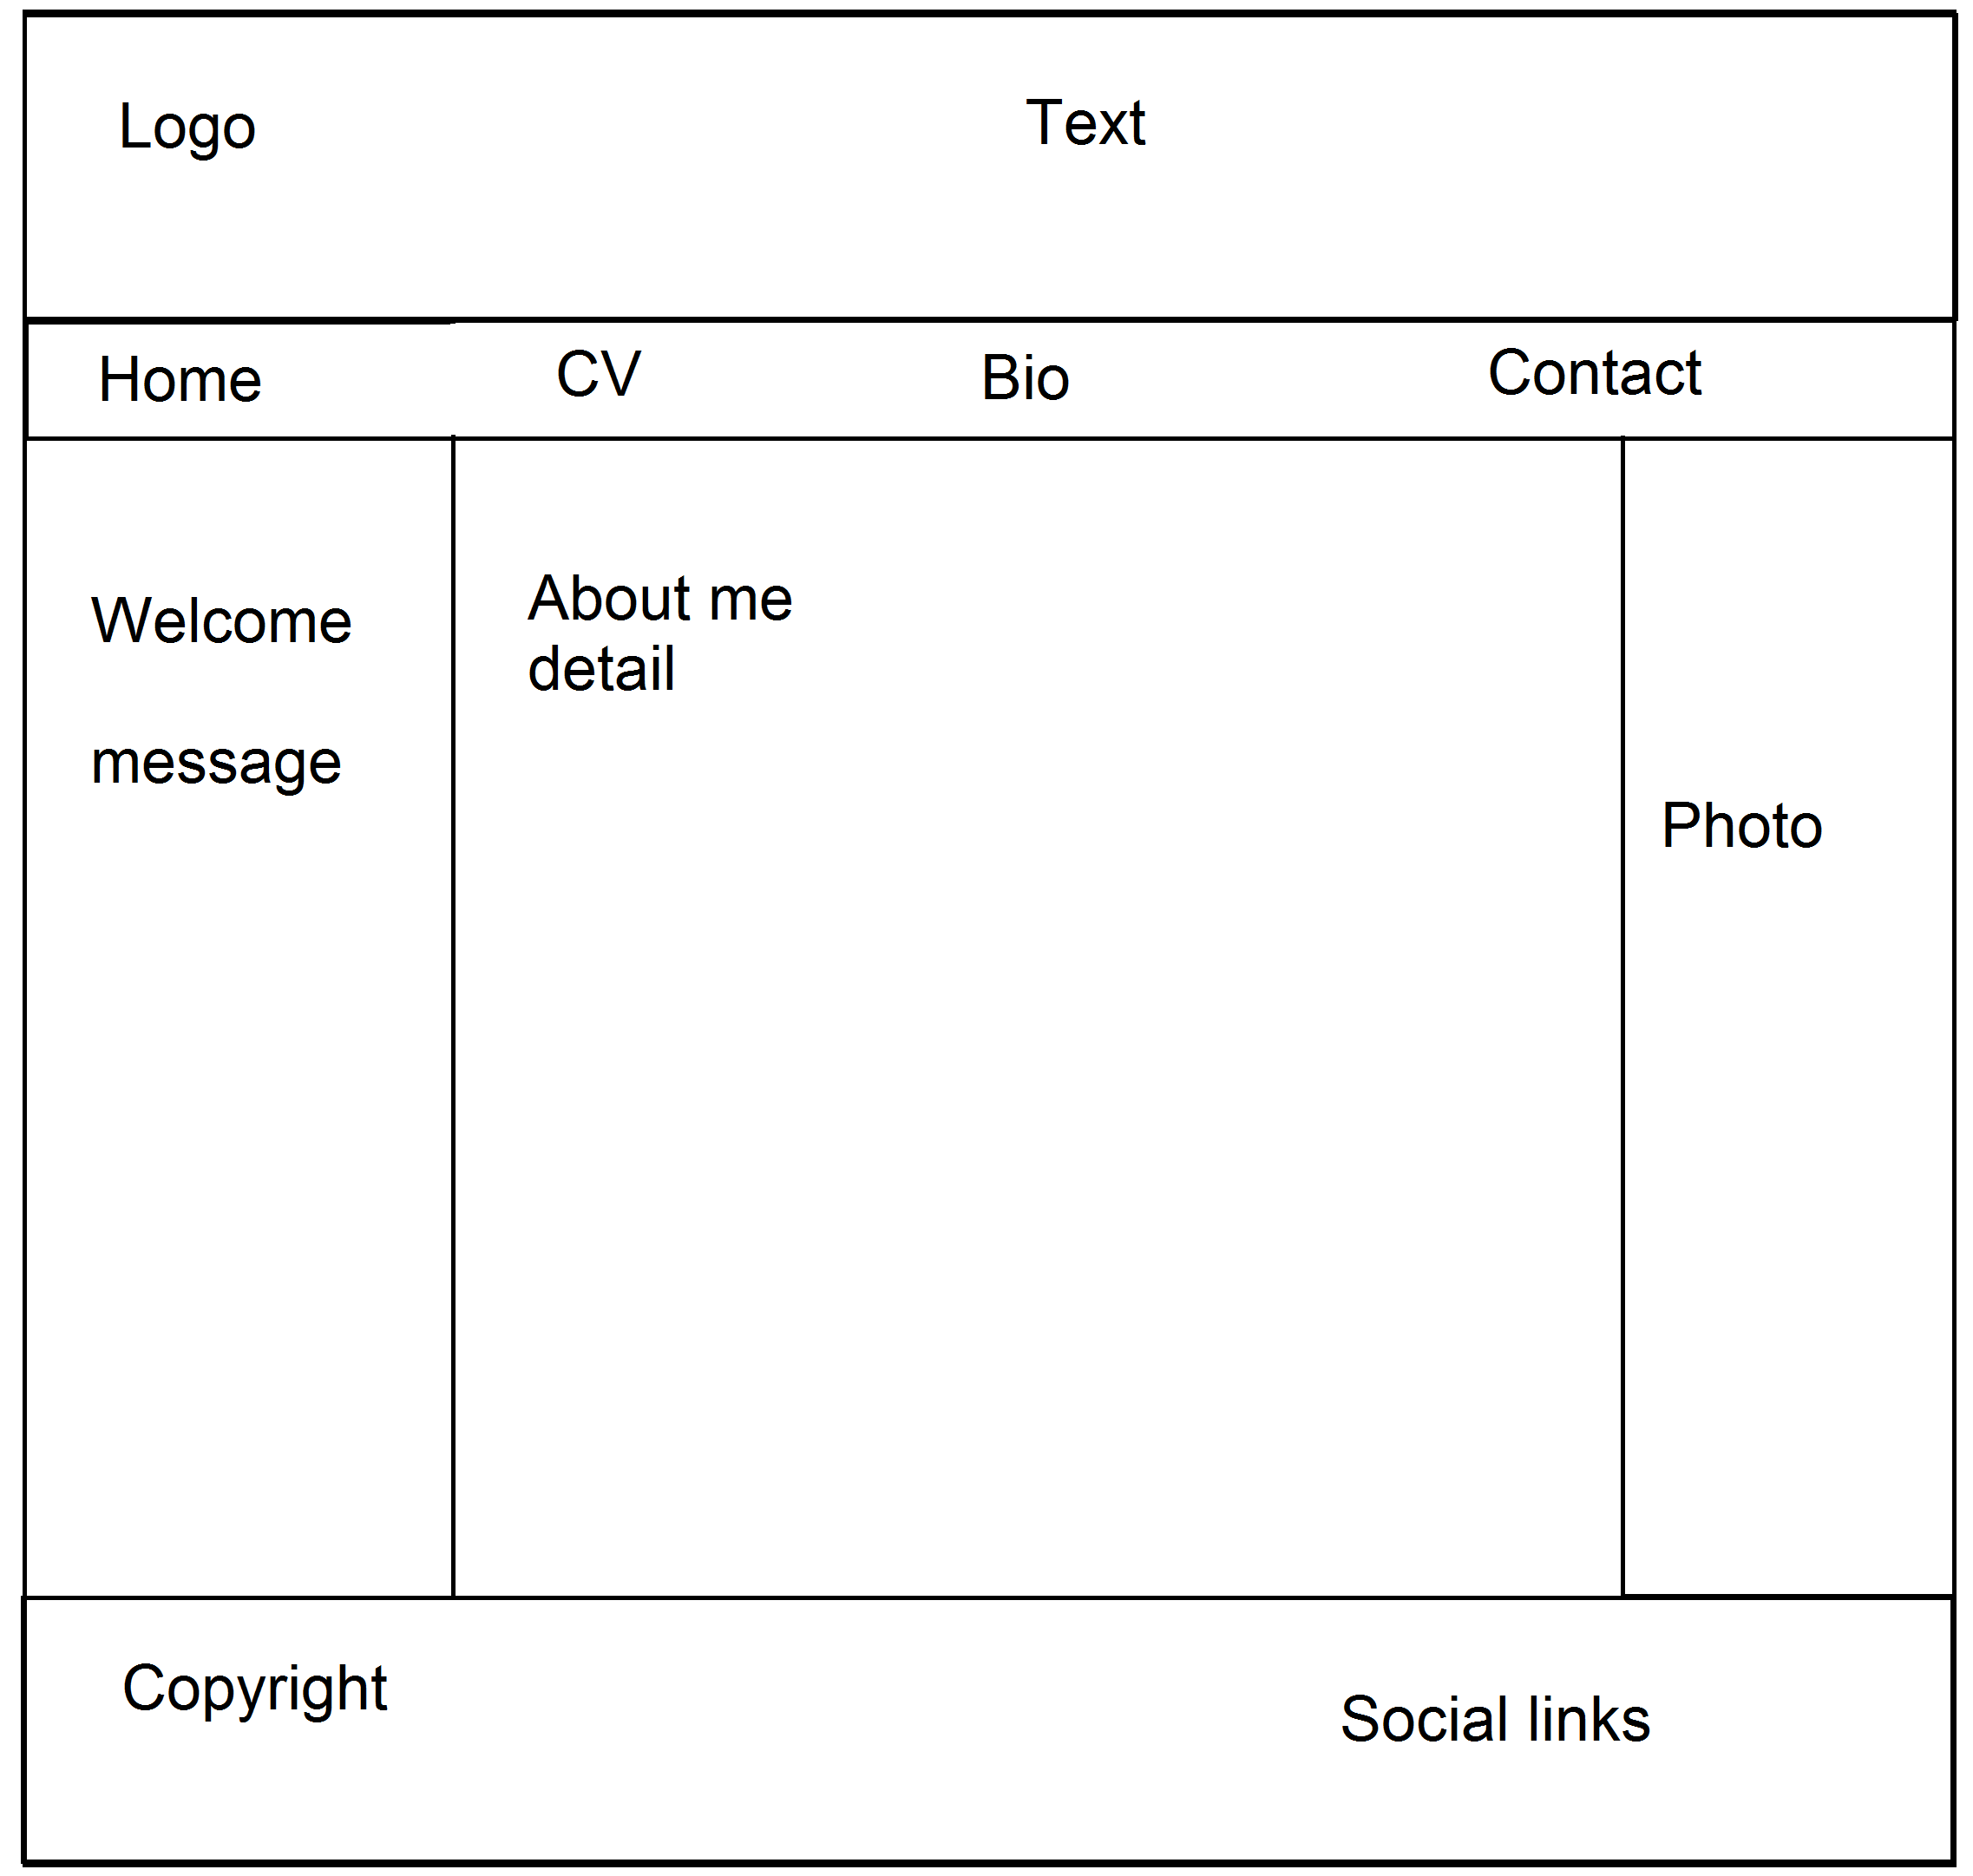 Logo
Text
Home
CV
Bio
Contact
Welcome
message
About me
detail
Photo
Copyright
Social links